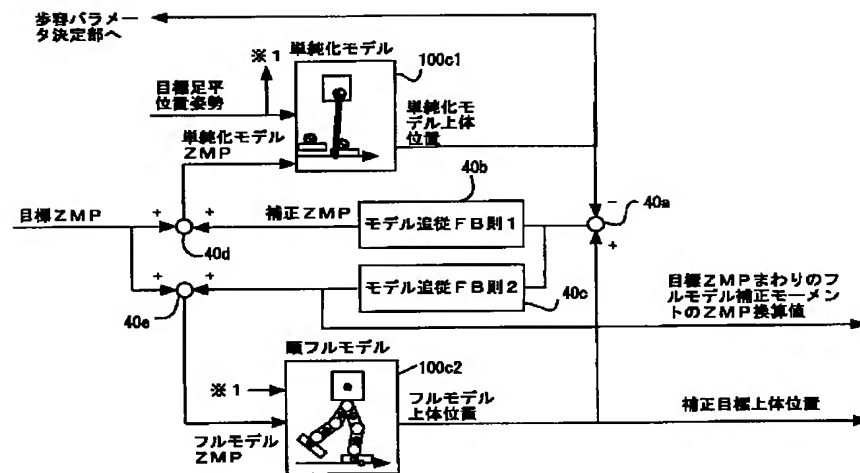 歩容パラメー
タ決定部へ
※1
単純化モデル
100c1
目標足平
位置姿勢
単純化モデル
ZMP
単純化モ
デル上体
位置
40b
40a
目標ZMP
+
+
40d
補正ZMP
モデル追従FB則1
-
+
+
+
40e
モデル追従FB則2
40c
目標ZMPまわりのフ
ルモデル補正モーメン
トのZMP換算値
順フルモデル
100c2
※1
フルモデル
上体位置
補正目標上体位置
フルモデル
ZMP